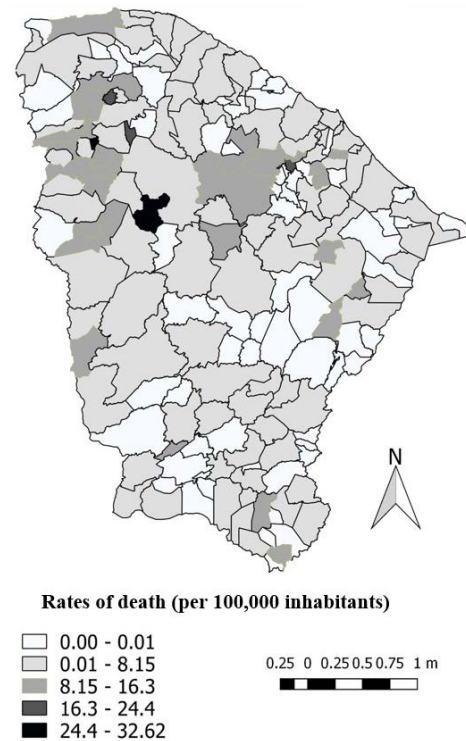 N
Rates of death (per 100,000 inhabitants)
0.00 - 0.01
0.01 - 8.15
8.15 - 16.3
16.3 - 24.4
24.4 - 32.62
0.25 0 0.25 0.5 0.75 1 m